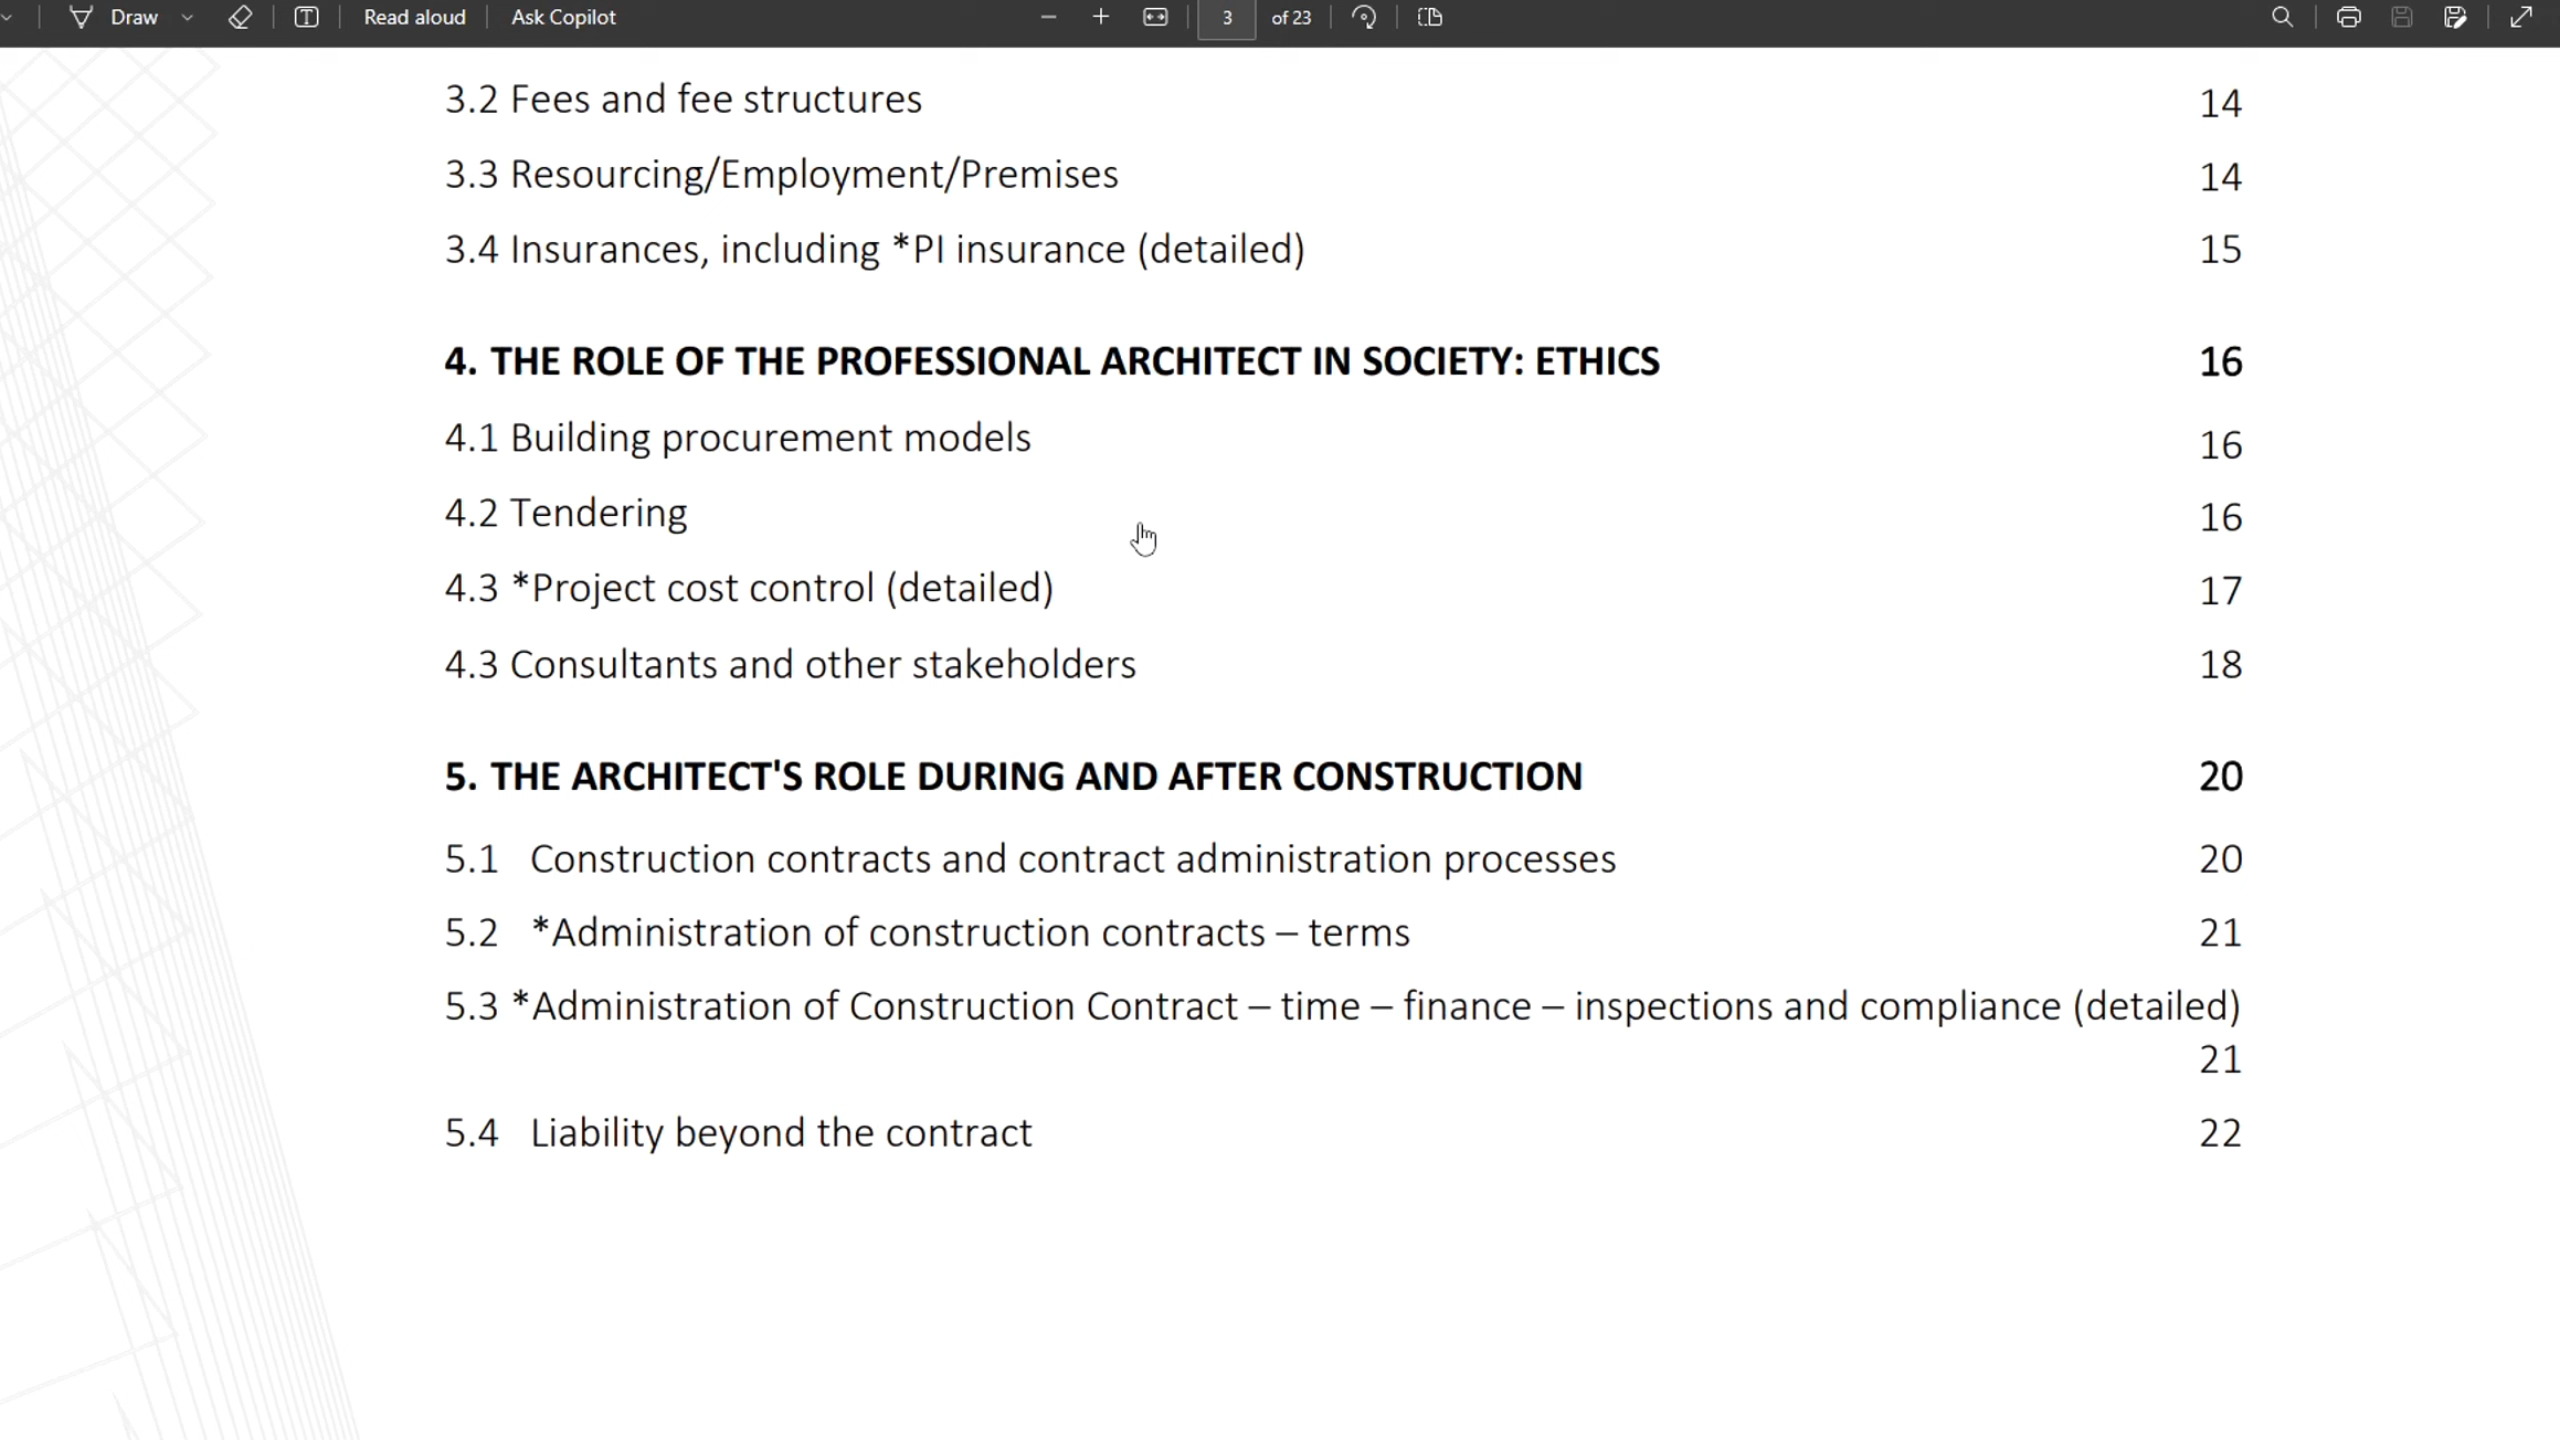 Draw
Read aloud
Ask Copilot
3 of 23
3.2 Fees and fee structures 14
3.3 Resourcing/Employment/Premises 14
3.4 Insurances, including *PI insurance (detailed) 15
4. THE ROLE OF THE PROFESSIONAL ARCHITECT IN SOCIETY: ETHICS 16
4.1 Building procurement models 16
4.2 Tendering 16
4.3 *Project cost control (detailed) 17
4.3 Consultants and other stakeholders 18
5. THE ARCHITECT'S ROLE DURING AND AFTER CONSTRUCTION 20
5.1 Construction contracts and contract administration processes 20
5.2 *Administration of construction contracts – terms 21
5.3 *Administration of Construction Contract – time – finance – inspections and compliance (detailed)
21
5.4 Liability beyond the contract 22